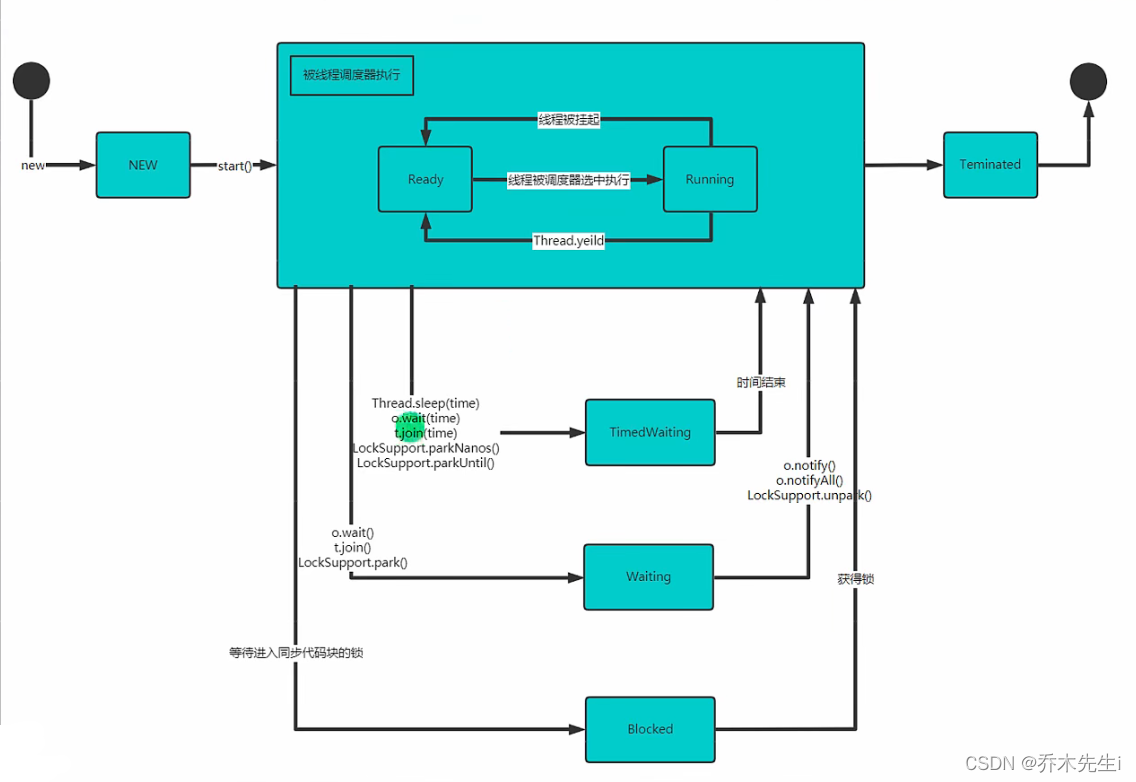 被线程调度器执行
线程被挂起
new
NEW
start()
Ready
线程被调度器选中执行
Running
Teminated
Thread.yeild
Thread.sleep(time)
o.wait(time)
t.join(time)
LockSupport.parkNanos()
LockSupport.parkUntil()
TimedWaiting
时间结束
o.notify()
o.notifyAll()
LockSupport.unpark()
o.wait()
t.join()
LockSupport.park()
Waiting
获得锁
等待进入同步代码块的锁
Blocked
CSDN @乔木先生i